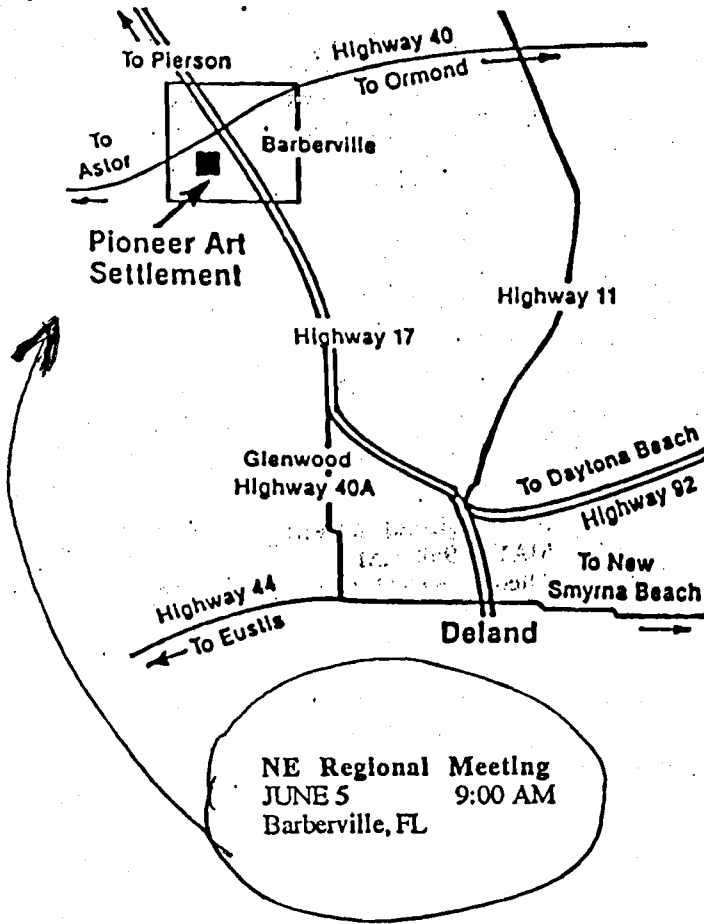 To Pierson
Highway 40
To Ormond
To
Astor
Barberville
Pioneer Art
Settlement
Highway 11
Highway 17
Glenwood
Highway 40A
To Daytona Beach
Highway 92
To New
Smyrna Beach
Highway 44
To Eustis
Deland
NE Regional Meeting
JUNE 5 9:00 AM
Barberville, FL